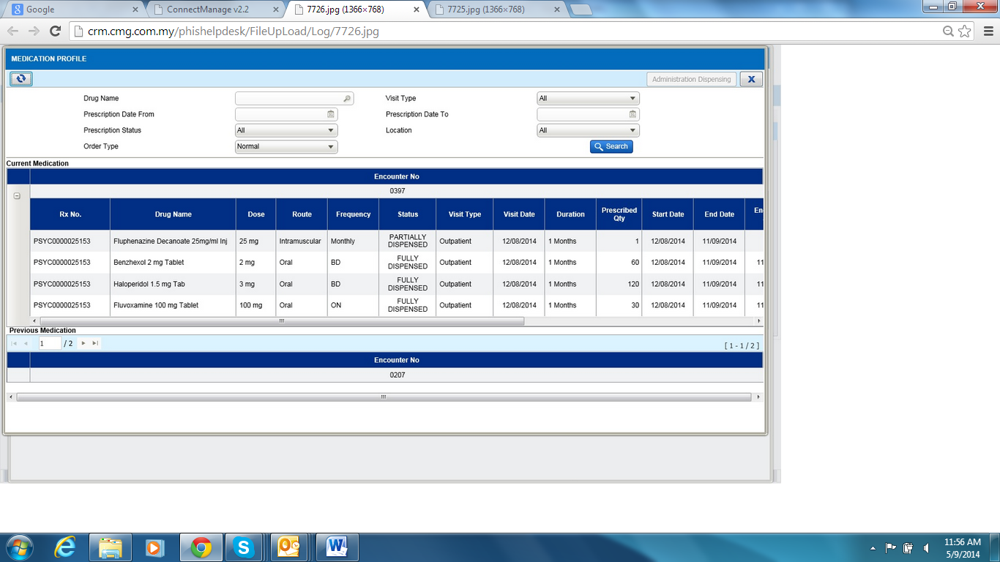 Google
ConnectManage v2.2
7726.jpg (1366×768)
7725.jpg (1366×768)
crm.cmg.com.my/phishelpdesk/FileUpLoad/Log/7726.jpg
MEDICATION PROFILE
Administration Dispensing
X
Drug Name
Visit Type All
Prescription Date From
Prescription Date To
Prescription Status All
Location All
Order Type Normal
Search
Current Medication
Encounter No
0397
Rx No. Drug Name Dose Route Frequency Status Visit Type Visit Date Duration Prescribed Qty Start Date End Date En
PSYC0000025153 Fluphenazine Decanoate 25mg/ml Inj 25 mg Intramuscular Monthly PARTIALLY DISPENSED Outpatient 12/08/2014 1 Months 1 12/08/2014 11/09/2014
PSYC0000025153 Benzhexol 2 mg Tablet 2 mg Oral BD FULLY DISPENSED Outpatient 12/08/2014 1 Months 60 12/08/2014 11/09/2014 11
PSYC0000025153 Haloperidol 1.5 mg Tab 3 mg Oral BD FULLY DISPENSED Outpatient 12/08/2014 1 Months 120 12/08/2014 11/09/2014 11
PSYC0000025153 Fluvoxamine 100 mg Tablet 100 mg Oral ON FULLY DISPENSED Outpatient 12/08/2014 1 Months 30 12/08/2014 11/09/2014 11
Previous Medication
1 / 2
[ 1 - 1 / 2 ]
Encounter No
0207
11:56 AM
5/9/2014